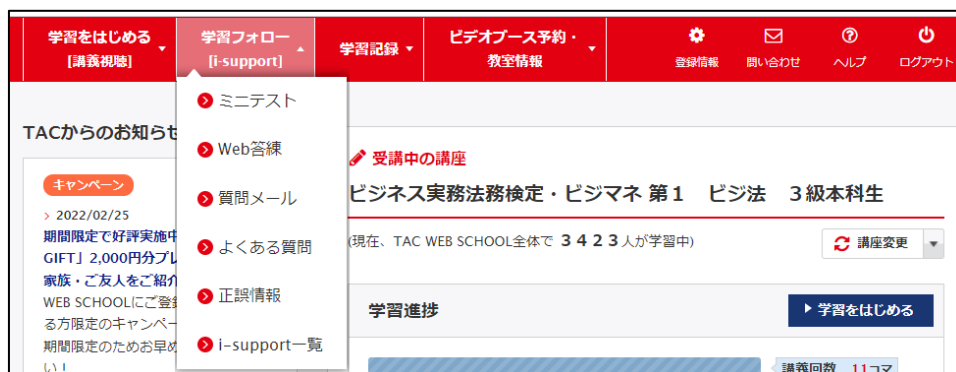 学習をはじめる
[講義視聴]
学習フォロー
[i-support]
学習記録
ビデオブース予約・
教室情報
登録情報
問い合わせ
ヘルプ
ログアウト
ミニテスト
Web答練
質問メール
よくある質問
正誤情報
i-support一覧
TACからのお知らせ
キャンペーン
> 2022/02/25
期間限定で好評実施中
GIFT」2,000円分プレ
家族・ご友人をご紹介
WEB SCHOOLにご登録
る方限定のキャンペー
期間限定のためお早め
い！
受講中の講座
ビジネス実務法務検定・ビジマネ 第１　ビジ法　３級本科生
(現在、TAC WEB SCHOOL全体で ３４２３人が学習中)
講座変更
学習進捗
学習をはじめる
講義回数 11コマ